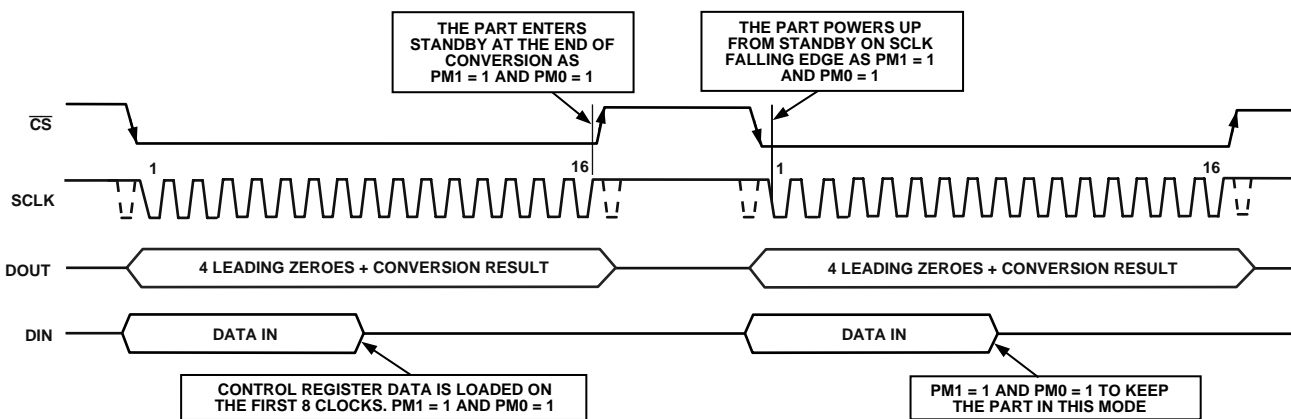 THE PART ENTERS
STANDBY AT THE END OF
CONVERSION AS
PM1 = 1 AND PM0 = 1
THE PART POWERS UP
FROM STANDBY ON SCLK
FALLING EDGE AS PM1 = 1
AND PM0 = 1
CS
1
16
1
16
SCLK
DOUT
4 LEADING ZEROES + CONVERSION RESULT
4 LEADING ZEROES + CONVERSION RESULT
DIN
DATA IN
DATA IN
CONTROL REGISTER DATA IS LOADED ON
THE FIRST 8 CLOCKS. PM1 = 1 AND PM0 = 1
PM1 = 1 AND PM0 = 1 TO KEEP
THE PART IN THIS MODE